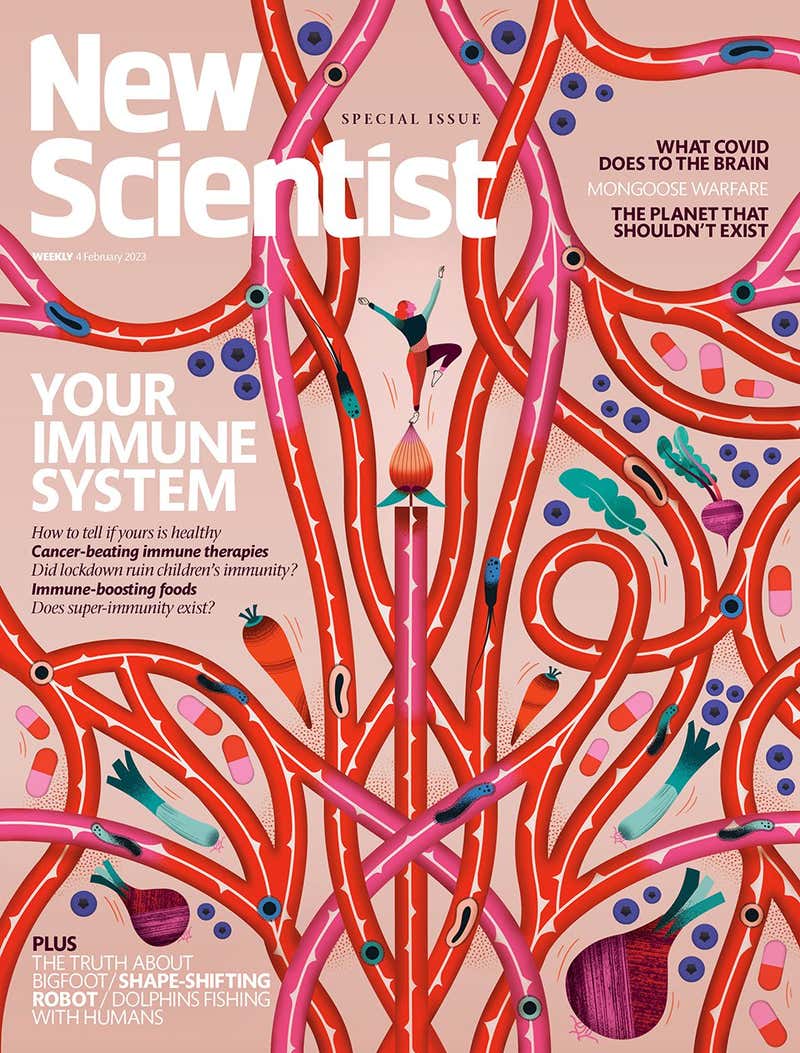 New
Scientist
SPECIAL ISSUE
WEEKLY 4 February 2023
WHAT COVID
DOES TO THE BRAIN
MONGOOSE WARFARE
THE PLANET THAT
SHOULDN’T EXIST
YOUR
IMMUNE
SYSTEM
How to tell if yours is healthy
Cancer-beating immune therapies
Did lockdown ruin children’s immunity?
Immune-boosting foods
Does super-immunity exist?
PLUS
THE TRUTH ABOUT
BIGFOOT/SHAPE-SHIFTING
ROBOT/DOLPHINS FISHING
WITH HUMANS